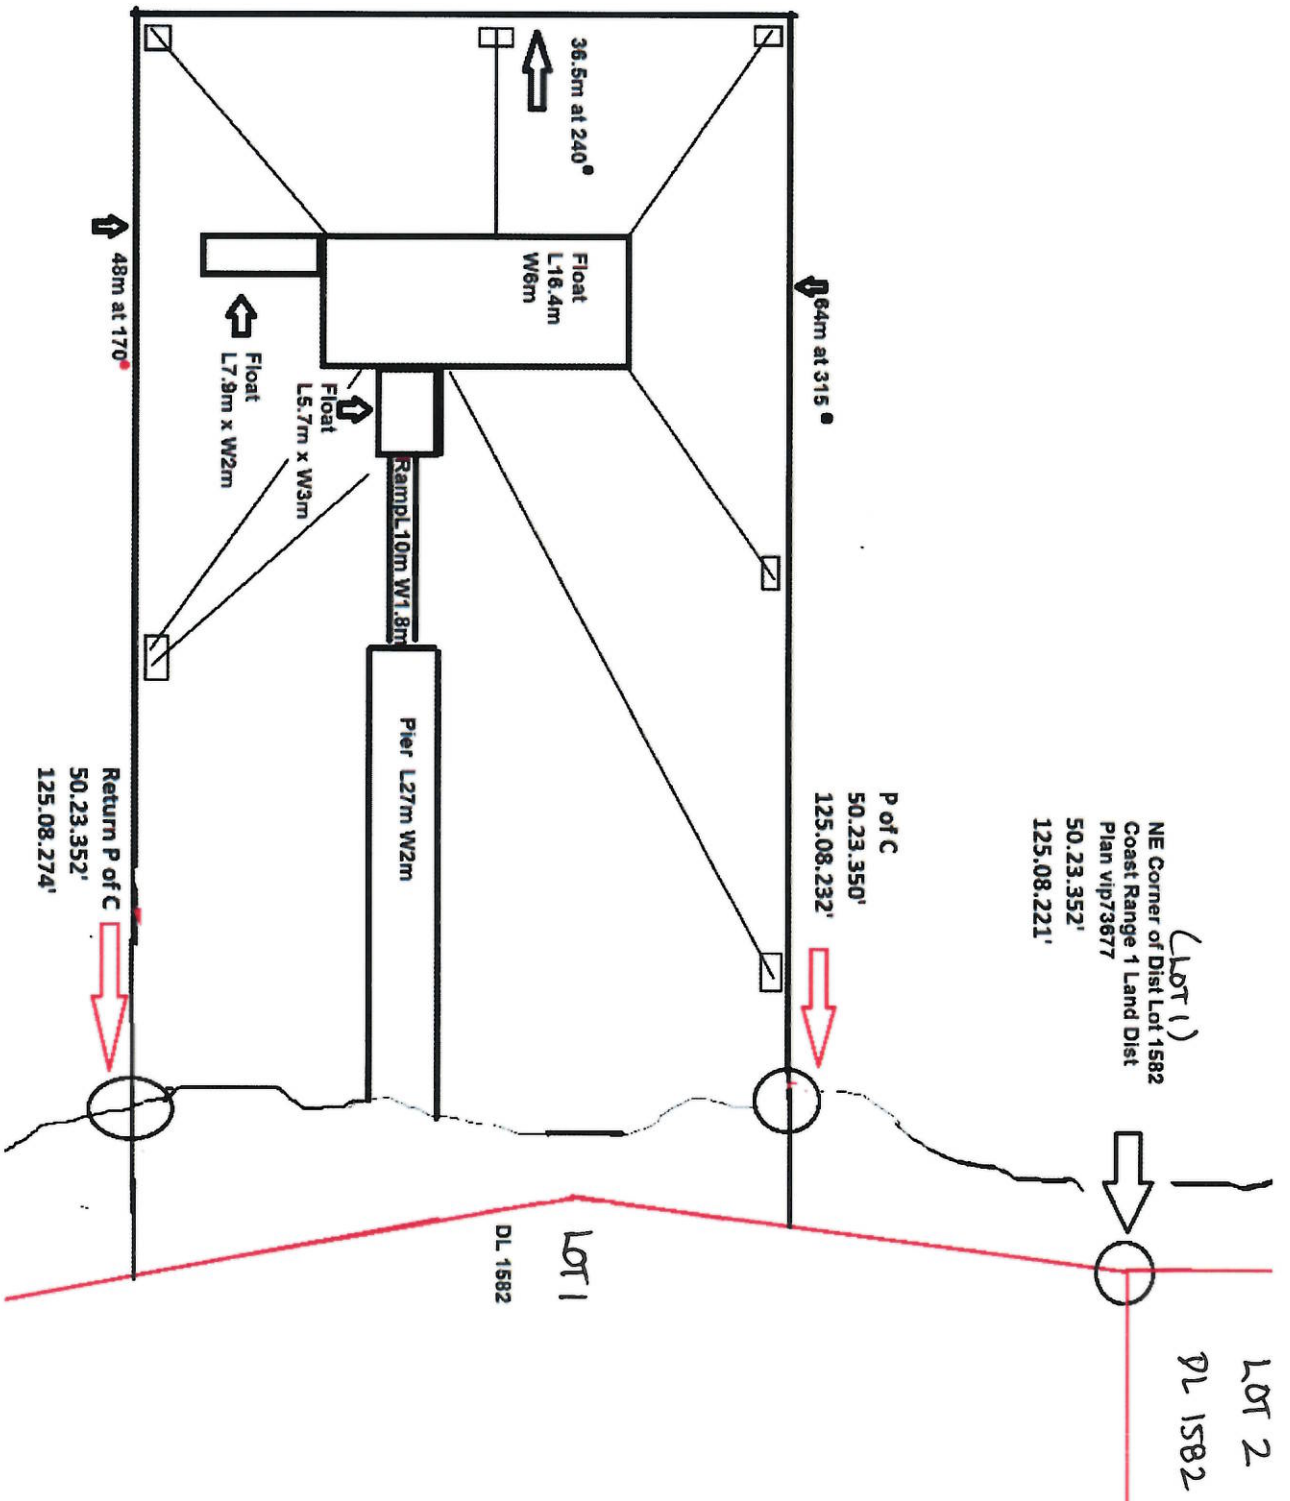 LOT 2
DL 1582
(LOT 1)
NE Corner of Dist Lot 1582
Coast Range 1 Land Dist
Plan vip73677
50.23.352'
125.08.221'
P of C
50.23.350'
125.08.232'
64m at 315°
36.5m at 240°
Float
L16.4m
W6m
LOT 1
DL 1582
Pier L27m W2m
RampL10m W1.8m
Float
L5.7m x W3m
Float
L7.9m x W2m
48m at 170°
Return P of C
50.23.352'
125.08.274'